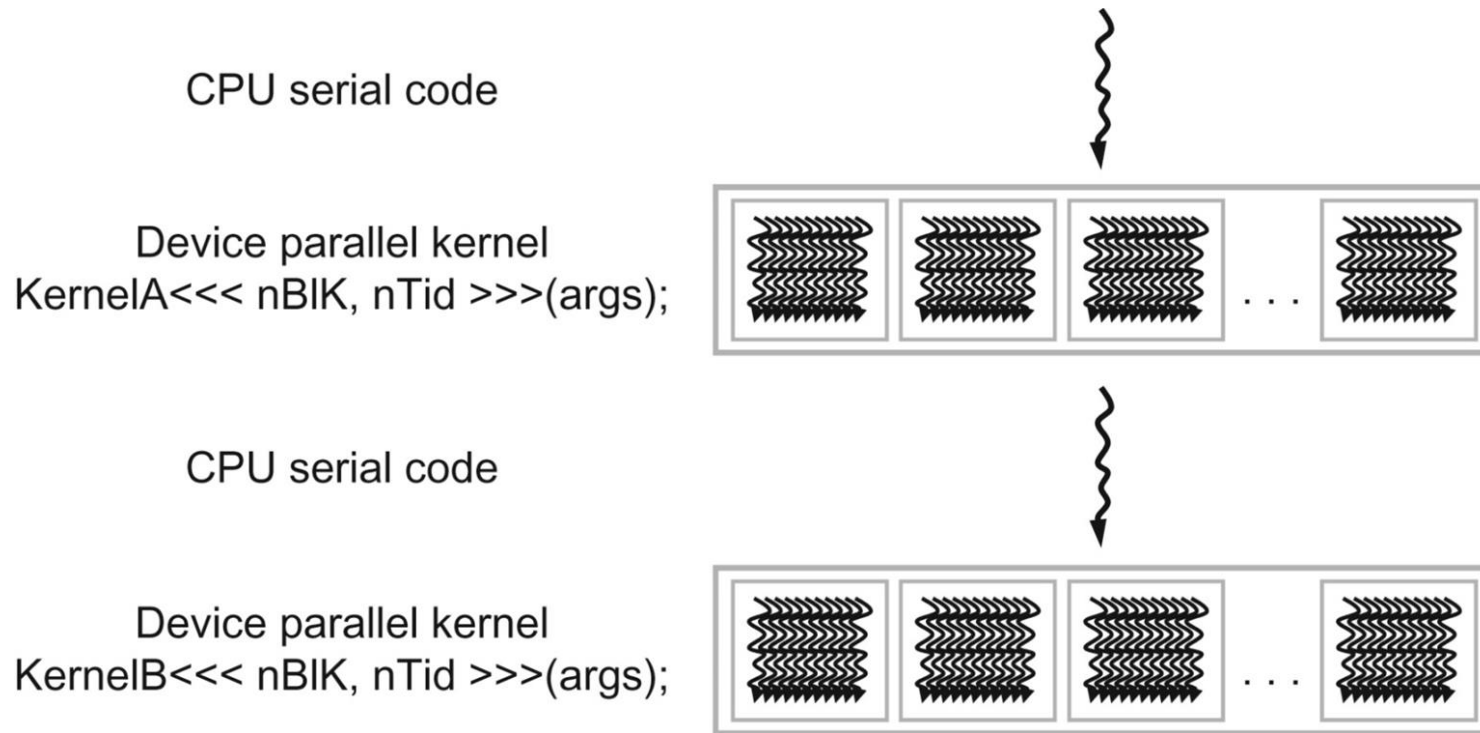 CPU serial code
Device parallel kernel
KernelA<<< nBlK, nTid >>>(args);
. . .
CPU serial code
Device parallel kernel
KernelB<<< nBlK, nTid >>>(args);
. . .